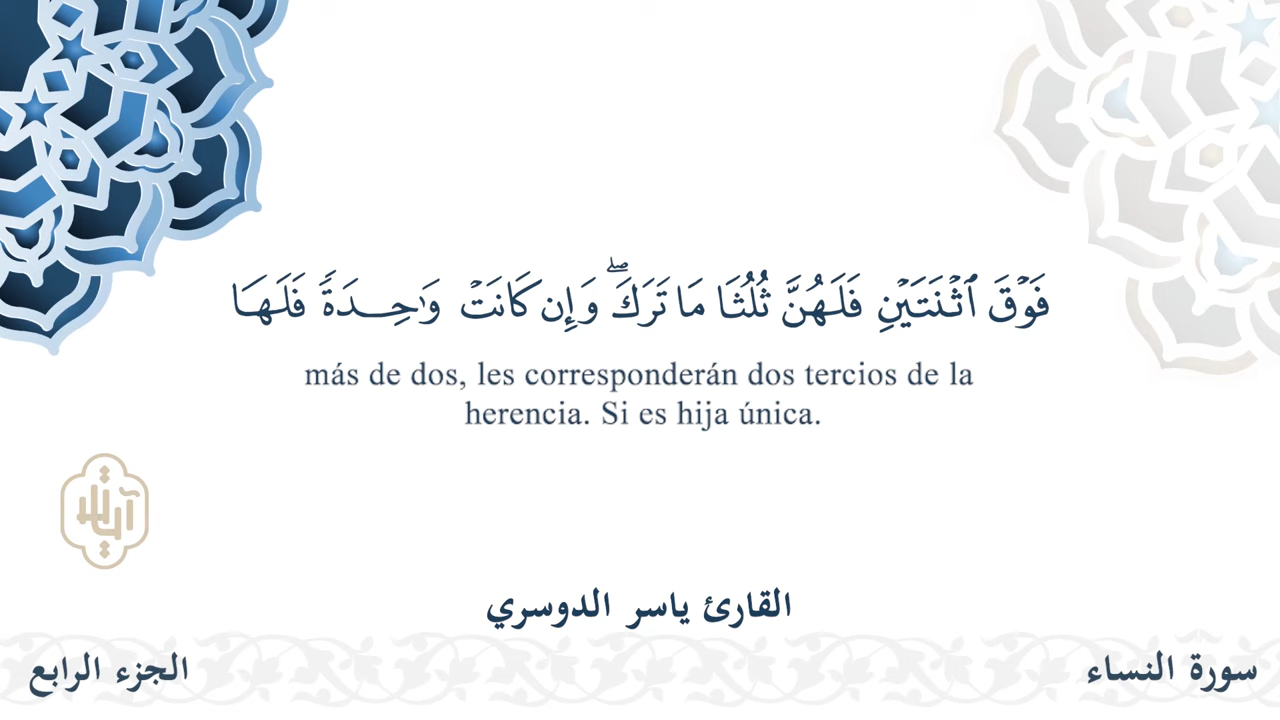 فَوْقَ ٱثْنَتَيْنِ فَلَهُنَّ ثُلُثَا مَا تَرَكَۖ وَإِن كَانَتْ وَٰحِدَةً فَلَهَا
más de dos, les corresponderán dos tercios de la
herencia. Si es hija única.
القارئ ياسر الدوسري
سورة النساء
الجزء الرابع